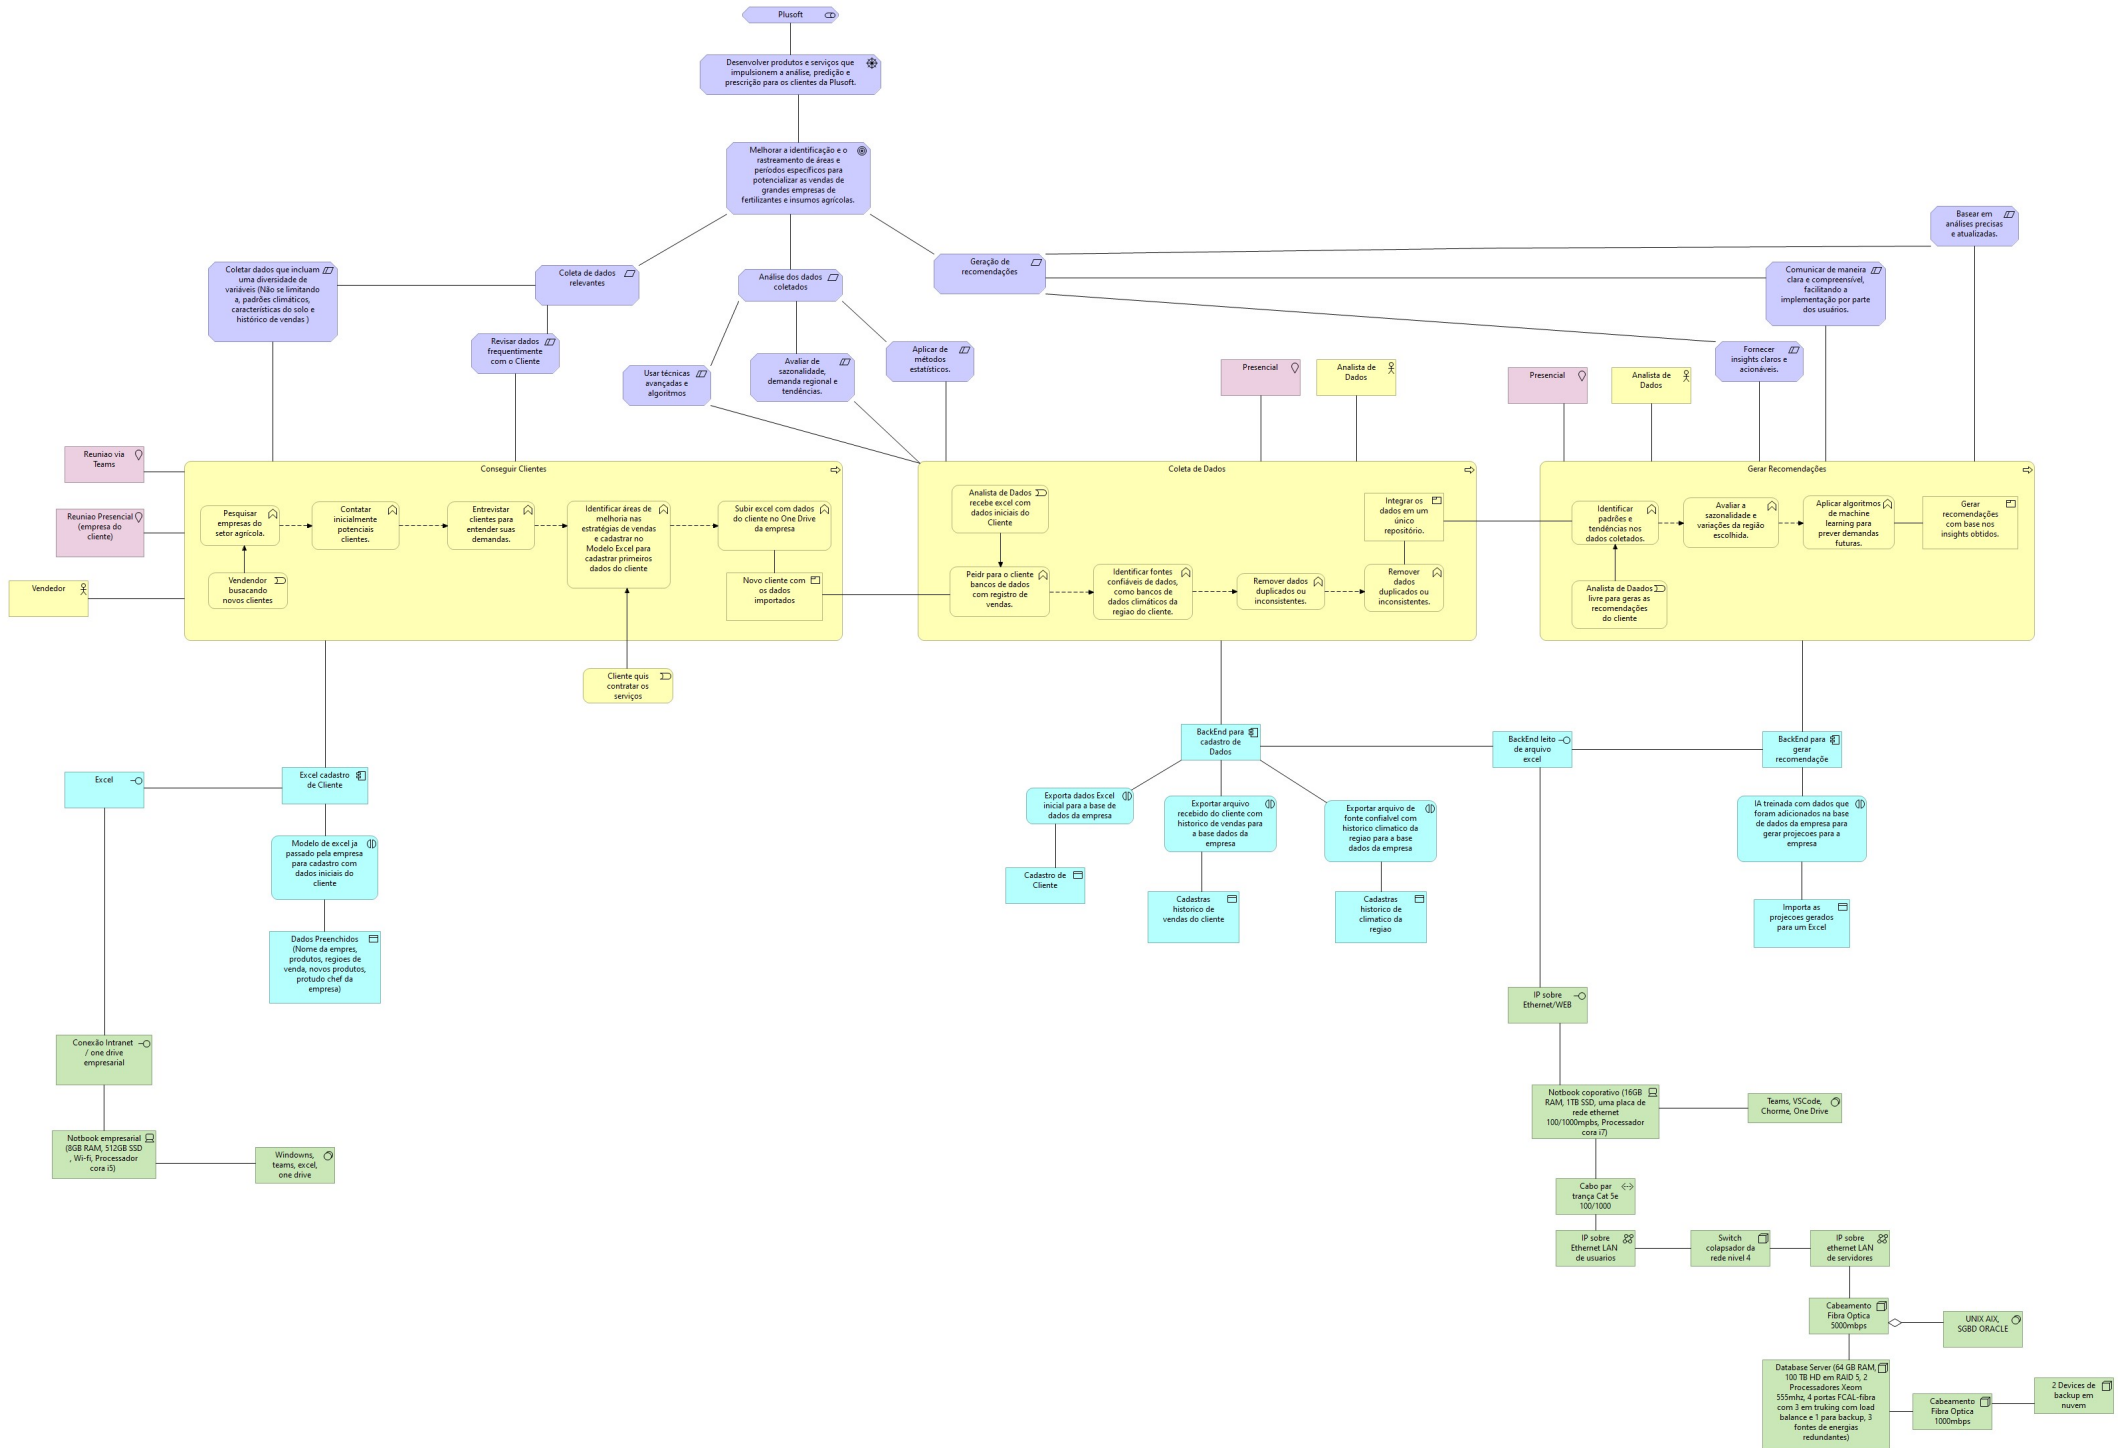 Plusoft
Desenvolver produtos e serviços que
impulsionem a análise, predição e
prescrição para os clientes da Plusoft.
Melhorar a identificação e o
rastreamento de áreas e
períodos específicos para
potencializar as vendas de
grandes empresas de
fertilizantes e insumos agrícolas.
Basear em
análises precisas
e atualizadas.
Coletar dados que incluam
uma diversidade de
variáveis (Não se limitando
a, padrões climáticos,
características do solo e
histórico de vendas )
Coleta de dados
relevantes
Análise dos dados
coletados
Geração de
recomendações
Comunicar de maneira
clara e compreensível,
facilitando a
implementação por parte
dos usuários.
Revisar dados
frequentimente
com o Cliente
Usar técnicas
avançadas e
algoritmos
Avaliar de
sazonalidade,
demanda regional e
tendências.
Aplicar de
métodos
estatísticos.
Fornecer
insights claros e
acionáveis.
Presencial
Analista de
Dados
Presencial
Analista de
Dados
Reuniao via
Teams
Reuniao Presencial
(empresa do
cliente)
Vendedor
Conseguir Clientes
Pesquisar
empresas do
setor agrícola.
Contatar
inicialmente
potenciais
clientes.
Entrevistar
clientes para
entender suas
demandas.
Identificar áreas de
melhoria nas
estratégias de vendas
e cadastrar no
Modelo Excel para
cadastrar primeiros
dados do cliente
Subir excel com dados
do cliente no One Drive
da empresa
Vendendor
busacando
novos clientes
Novo cliente com
os dados
importados
Cliente quis
contratar os
serviços
Coleta de Dados
Analista de Dados
recebe excel com
dados iniciais do
Cliente
Integrar os
dados em um
único
repositório.
Peidr para o cliente
bancos de dados
com registro de
vendas.
Identificar fontes
confiáveis de dados,
como bancos de
dados climáticos da
regiao do cliente.
Remover dados
duplicados ou
inconsistentes.
Remover
dados
duplicados ou
inconsistentes.
Gerar Recomendações
Identificar
padrões e
tendências nos
dados coletados.
Avaliar a
sazonalidade e
variações da região
escolhida.
Aplicar algoritmos
de machine
learning para
prever demandas
futuras.
Gerar
recomendações
com base nos
insights obtidos.
Analista de Daados
livre para geras as
recomendações
do cliente
Excel
Excel cadastro
de Cliente
Modelo de excel ja
passado pela empresa
para cadastro com
dados iniciais do
cliente
Dados Preenchidos
(Nome da empres,
produtos, regioes de
venda, novos produtos,
protudo chef da
empresa)
BackEnd para
cadastro de
Dados
BackEnd leito
de arquivo
excel
BackEnd para
gerar
recomendaçõe
Exporta dados Excel
inicial para a base de
dados da empresa
Exportar arquivo
recebido do cliente com
historico de vendas para
a base dados da
empresa
Exportar arquivo de
fonte confialvel com
historico climatico da
regiao para a base
dados da empresa
IA treinada com dados que
foram adicionados na base
de dados da empresa para
gerar projecoes para a
empresa
Cadastro de
Cliente
Cadastras
historico de
vendas do cliente
Cadastras
historico de
climatico da
regiao
Importa as
projecoes gerados
para um Excel
Conexão Intranet
/ one drive
empresarial
Notbook empresarial
(8GB RAM, 512GB SSD
, Wi-fi, Processador
cora i5)
Windowns,
teams, excel,
one drive
IP sobre
Ethernet/WEB
Notbook coporativo (16GB
RAM, 1TB SSD, uma placa de
rede ethernet
100/1000mpbs, Processador
cora i7)
Teams, VSCode,
Chorme, One Drive
Cabo par
trança Cat 5e
100/1000
IP sobre
Ethernet LAN
de usuarios
Switch
colapsador da
rede nivel 4
IP sobre
ethernet LAN
de servidores
Cabeamento
Fibra Optica
5000mbps
UNIX AIX,
SGBD ORACLE
Database Server (64 GB RAM,
100 TB HD em RAID 5, 2
Processadores Xeom
555mhz, 4 portas FCAL-fibra
com 3 em truking com load
balance e 1 para backup, 3
fontes de energias
redundantes)
Cabeamento
Fibra Optica
1000mbps
2 Devices de
backup em
nuvem